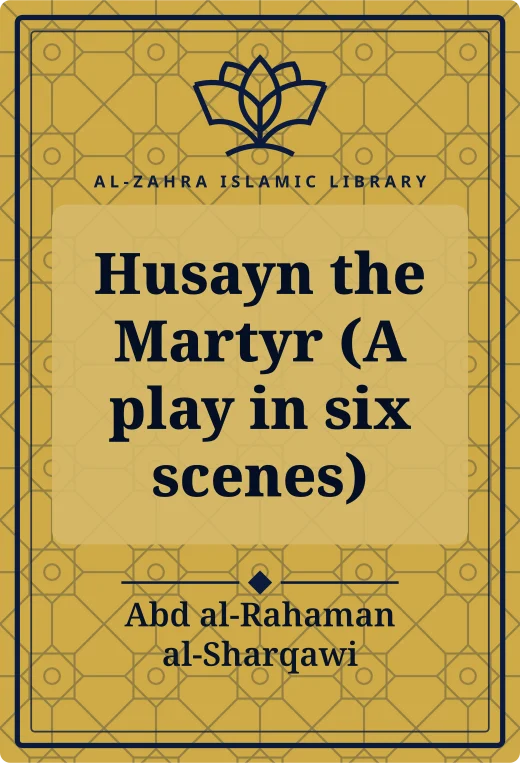 AL-ZAHRA ISLAMIC LIBRARY
Husayn the
Martyr (A
play in six
scenes)
Abd al-Rahaman
al-Sharqawi